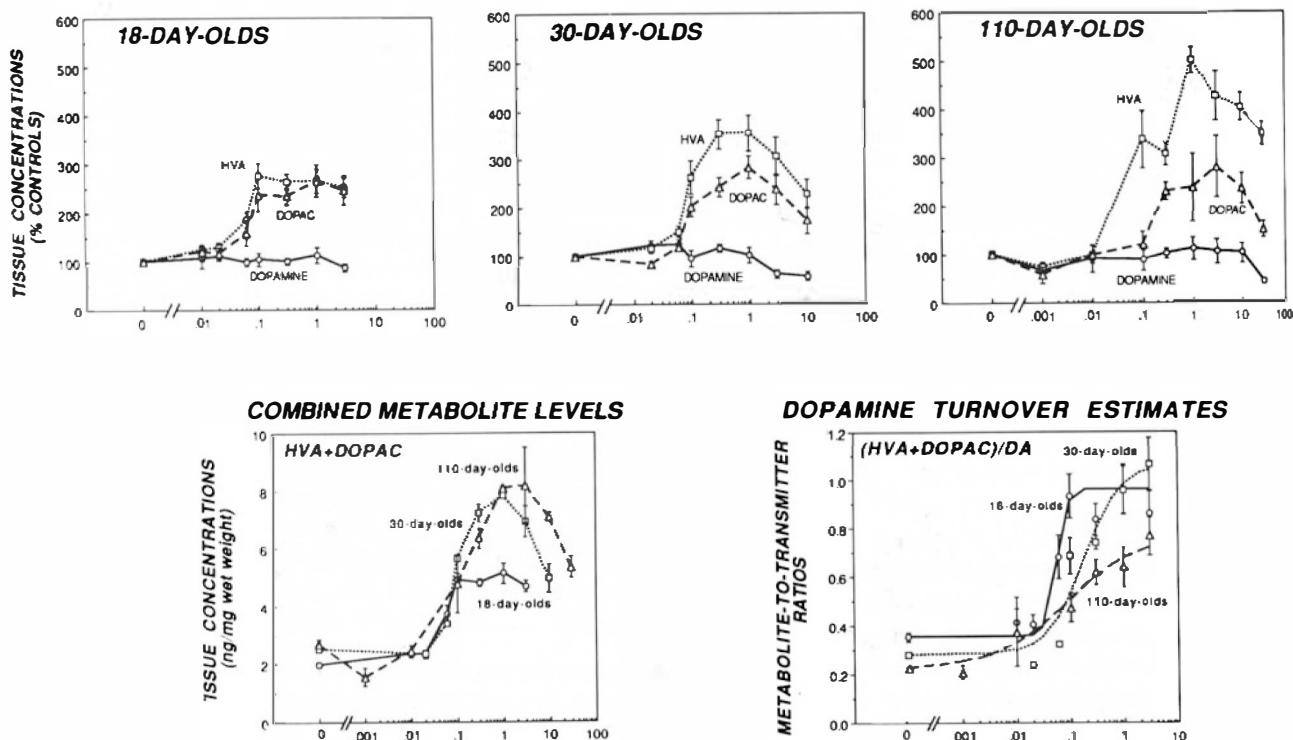 18-DAY-OLDS
30-DAY-OLDS
110-DAY-OLDS
TISSUE CONCENTRATIONS
(% CONTROLS)
600
500
400
300
200
100
0
HVA
DOPAC
DOPAMINE
0 .01 .1 1 10 100
600
500
400
300
200
100
0
HVA
DOPAC
DOPAMINE
0 .01 .1 1 10 100
600
500
400
300
200
100
0
HVA
DOPAC
DOPAMINE
0 .001 .01 .1 1 10 100
COMBINED METABOLITE LEVELS
HVA+DOPAC
TISSUE CONCENTRATIONS
(ng/mg wet weight)
10
8
6
4
2
0
110-day-olds
30-day-olds
18-day-olds
0 .001 .01 .1 1 10 100
DOPAMINE TURNOVER ESTIMATES
(HVA+DOPAC)/DA
METABOLITE-TO-TRANSMITTER
RATIOS
1.2
1.0
0.8
0.6
0.4
0.2
0
30-day-olds
18-day-olds
110-day-olds
0 .001 .01 .1 1 10